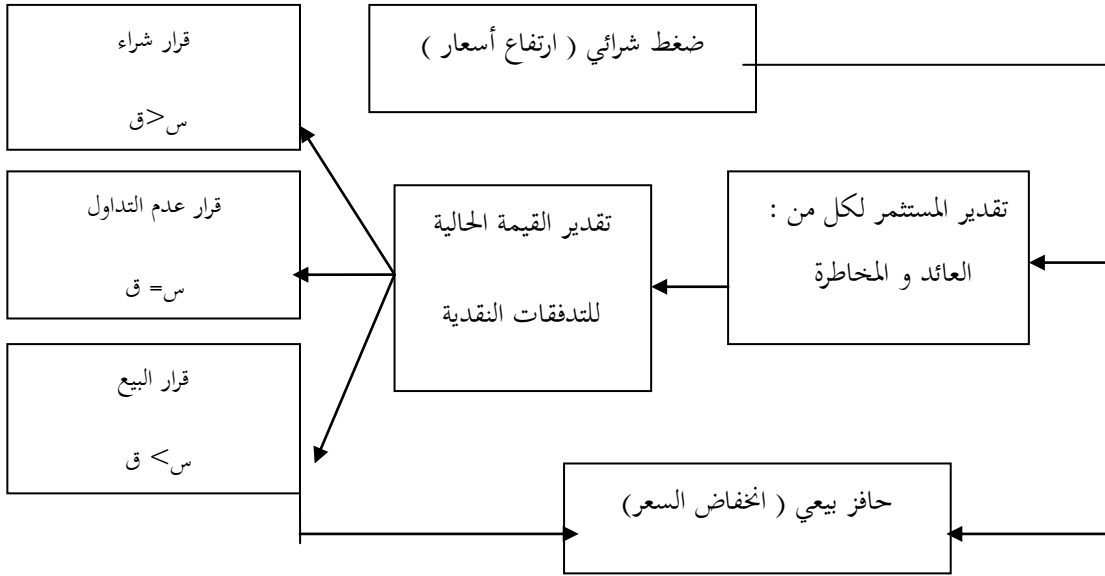 قرار شراء
س<ق
ضغط شرائي ( ارتفاع أسعار )
تقدير المستثمر لكل من :
العائد و المخاطرة
تقدير القيمة الحالية
للتدفقات النقدية
قرار عدم التداول
س= ق
قرار البيع
س> ق
حافز بيعي ( انخفاض السعر)